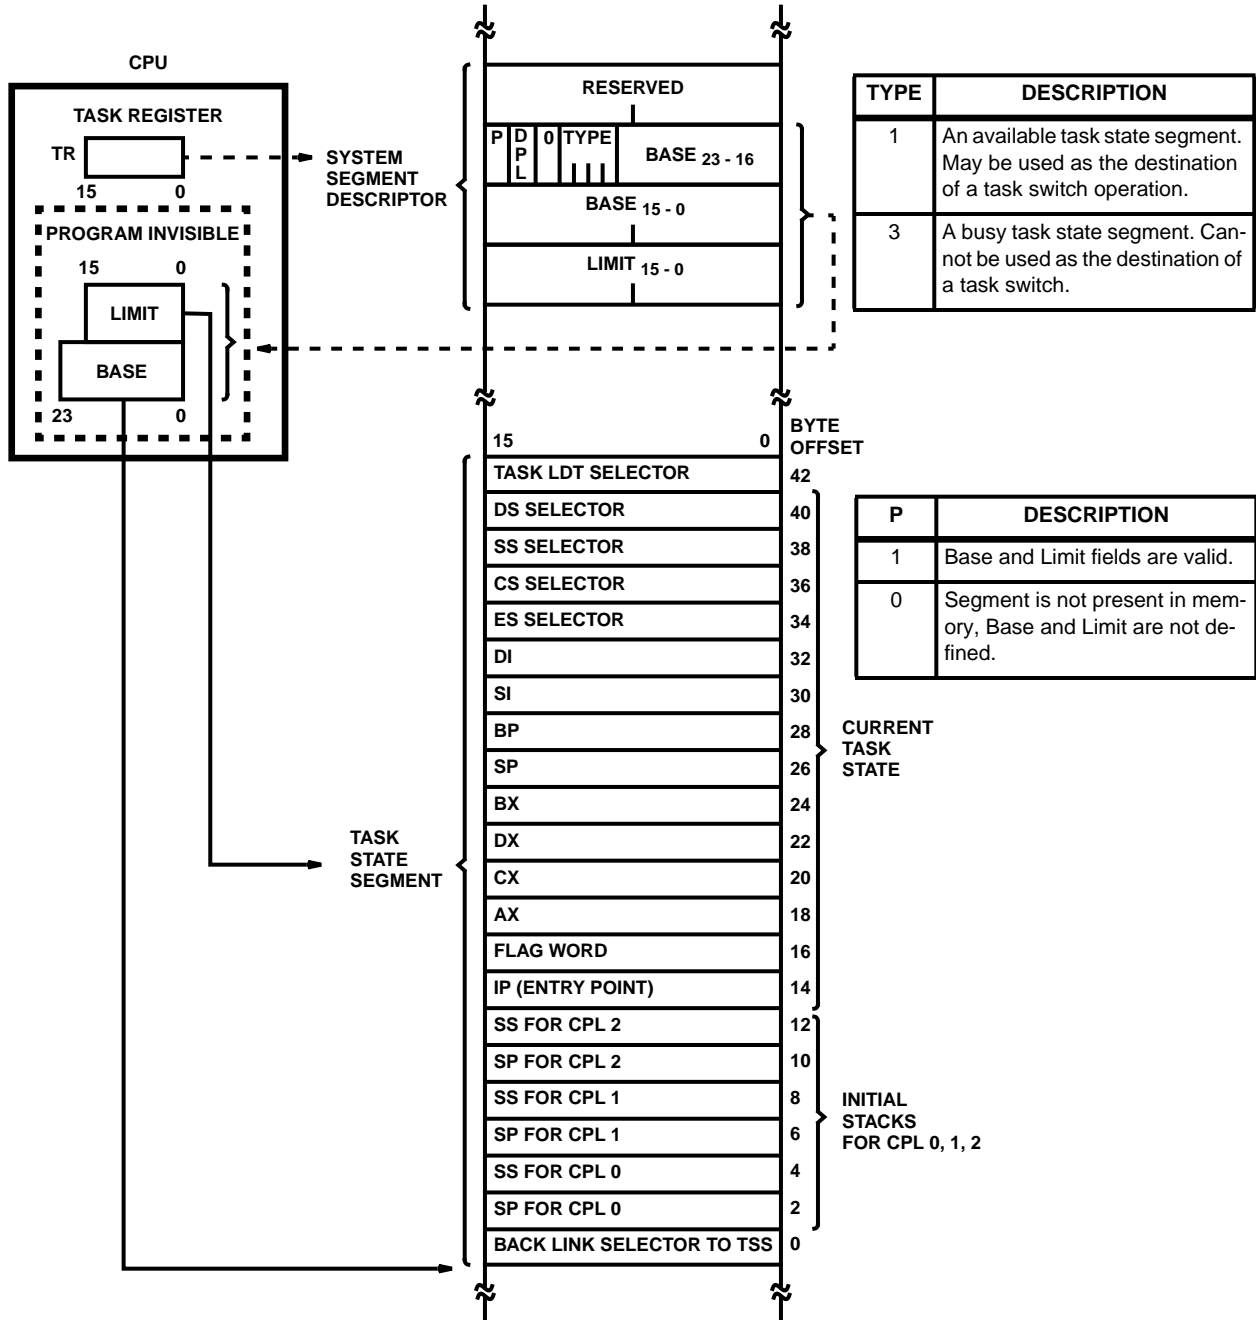 CPU
TASK REGISTER
TR
15 0
PROGRAM INVISIBLE
15 0
LIMIT
BASE
23 0
SYSTEM
SEGMENT
DESCRIPTOR
RESERVED
P DPL 0 TYPE BASE 23 - 16
BASE 15 - 0
LIMIT 15 - 0
TYPE DESCRIPTION
1 An available task state segment.
May be used as the destination
of a task switch operation.
3 A busy task state segment. Can-
not be used as the destination of
a task switch.
15 0 BYTE
OFFSET
TASK LDT SELECTOR 42
DS SELECTOR 40
SS SELECTOR 38
CS SELECTOR 36
ES SELECTOR 34
DI 32
SI 30
BP 28
SP 26
BX 24
DX 22
CX 20
AX 18
FLAG WORD 16
IP (ENTRY POINT) 14
SS FOR CPL 2 12
SP FOR CPL 2 10
SS FOR CPL 1 8
SP FOR CPL 1 6
SS FOR CPL 0 4
SP FOR CPL 0 2
BACK LINK SELECTOR TO TSS 0
P DESCRIPTION
1 Base and Limit fields are valid.
0 Segment is not present in mem-
ory, Base and Limit are not de-
fined.
CURRENT
TASK
STATE
TASK
STATE
SEGMENT
INITIAL
STACKS
FOR CPL 0, 1, 2